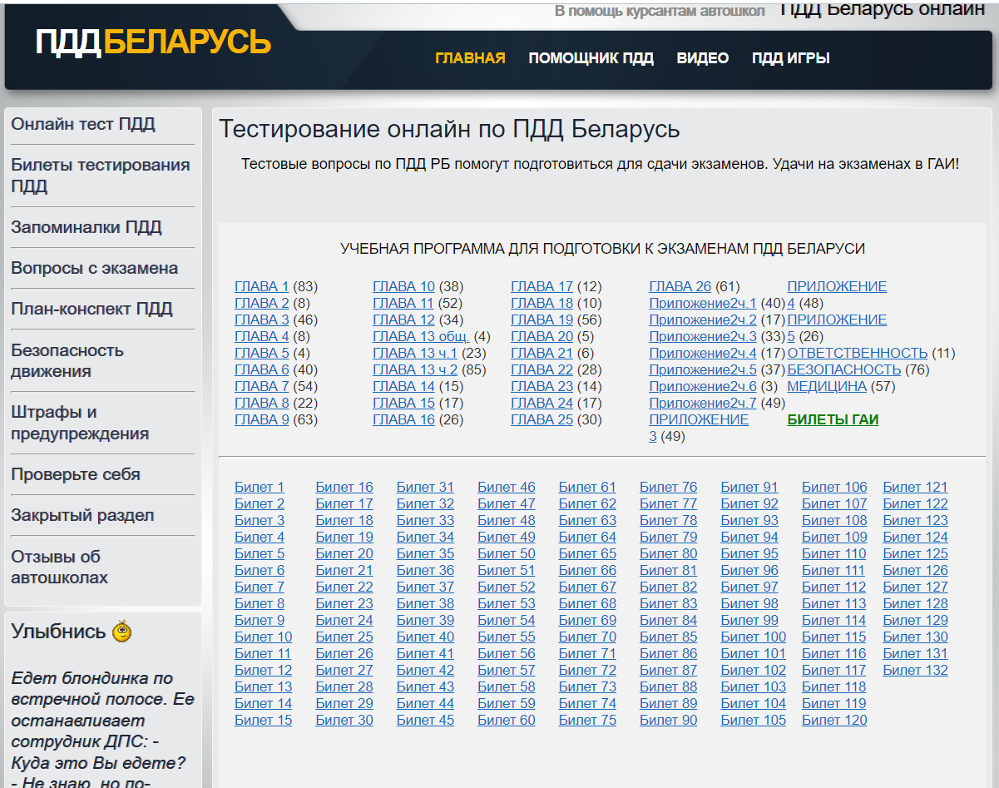 В помощь курсантам автошкол
ПДД Беларусь онлайн
ПДДБЕЛАРУСЬ
ГЛАВНАЯ ПОМОЩНИК ПДД ВИДЕО ПДД ИГРЫ
Онлайн тест ПДД
Билеты тестирования
ПДД
Запоминалки ПДД
Вопросы с экзамена
План-конспект ПДД
Безопасность
движения
Штрафы и
предупреждения
Проверьте себя
Закрытый раздел
Отзывы об
автошколах
Улыбнись
Едет блондинка по
встречной полосе. Ее
останавливает
сотрудник ДПС: -
Куда это Вы едете?
- Не знаю, но по-
Тестирование онлайн по ПДД Беларусь
Тестовые вопросы по ПДД РБ помогут подготовиться для сдачи экзаменов. Удачи на экзаменах в ГАИ!
УЧЕБНАЯ ПРОГРАММА ДЛЯ ПОДГОТОВКИ К ЭКЗАМЕНАМ ПДД БЕЛАРУСИ
ГЛАВА 1 (83)
ГЛАВА 2 (8)
ГЛАВА 3 (46)
ГЛАВА 4 (8)
ГЛАВА 5 (4)
ГЛАВА 6 (40)
ГЛАВА 7 (54)
ГЛАВА 8 (22)
ГЛАВА 9 (63)
ГЛАВА 10 (38)
ГЛАВА 11 (52)
ГЛАВА 12 (34)
ГЛАВА 13 общ. (4)
ГЛАВА 13 ч.1 (23)
ГЛАВА 13 ч.2 (85)
ГЛАВА 14 (15)
ГЛАВА 15 (17)
ГЛАВА 16 (26)
ГЛАВА 17 (12)
ГЛАВА 18 (10)
ГЛАВА 19 (56)
ГЛАВА 20 (5)
ГЛАВА 21 (6)
ГЛАВА 22 (28)
ГЛАВА 23 (14)
ГЛАВА 24 (17)
ГЛАВА 25 (30)
ГЛАВА 26 (61)
Приложение2ч.1 (40)
Приложение2ч.2 (17)
Приложение2ч.3 (33)
Приложение2ч.4 (17)
Приложение2ч.5 (37)
Приложение2ч.6 (3)
Приложение2ч.7 (49)
ПРИЛОЖЕНИЕ
3 (49)
ПРИЛОЖЕНИЕ
4 (48)
ПРИЛОЖЕНИЕ
5 (26)
ОТВЕТСТВЕННОСТЬ (11)
БЕЗОПАСНОСТЬ (76)
МЕДИЦИНА (57)
БИЛЕТЫ ГАИ
Билет 1 Билет 16 Билет 31 Билет 46 Билет 61 Билет 76 Билет 91 Билет 106 Билет 121
Билет 2 Билет 17 Билет 32 Билет 47 Билет 62 Билет 77 Билет 92 Билет 107 Билет 122
Билет 3 Билет 18 Билет 33 Билет 48 Билет 63 Билет 78 Билет 93 Билет 108 Билет 123
Билет 4 Билет 19 Билет 34 Билет 49 Билет 64 Билет 79 Билет 94 Билет 109 Билет 124
Билет 5 Билет 20 Билет 35 Билет 50 Билет 65 Билет 80 Билет 95 Билет 110 Билет 125
Билет 6 Билет 21 Билет 36 Билет 51 Билет 66 Билет 81 Билет 96 Билет 111 Билет 126
Билет 7 Билет 22 Билет 37 Билет 52 Билет 67 Билет 82 Билет 97 Билет 112 Билет 127
Билет 8 Билет 23 Билет 38 Билет 53 Билет 68 Билет 83 Билет 98 Билет 113 Билет 128
Билет 9 Билет 24 Билет 39 Билет 54 Билет 69 Билет 84 Билет 99 Билет 114 Билет 129
Билет 10 Билет 25 Билет 40 Билет 55 Билет 70 Билет 85 Билет 100 Билет 115 Билет 130
Билет 11 Билет 26 Билет 41 Билет 56 Билет 71 Билет 86 Билет 101 Билет 116 Билет 131
Билет 12 Билет 27 Билет 42 Билет 57 Билет 72 Билет 87 Билет 102 Билет 117 Билет 132
Билет 13 Билет 28 Билет 43 Билет 58 Билет 73 Билет 88 Билет 103 Билет 118
Билет 14 Билет 29 Билет 44 Билет 59 Билет 74 Билет 89 Билет 104 Билет 119
Билет 15 Билет 30 Билет 45 Билет 60 Билет 75 Билет 90 Билет 105 Билет 120